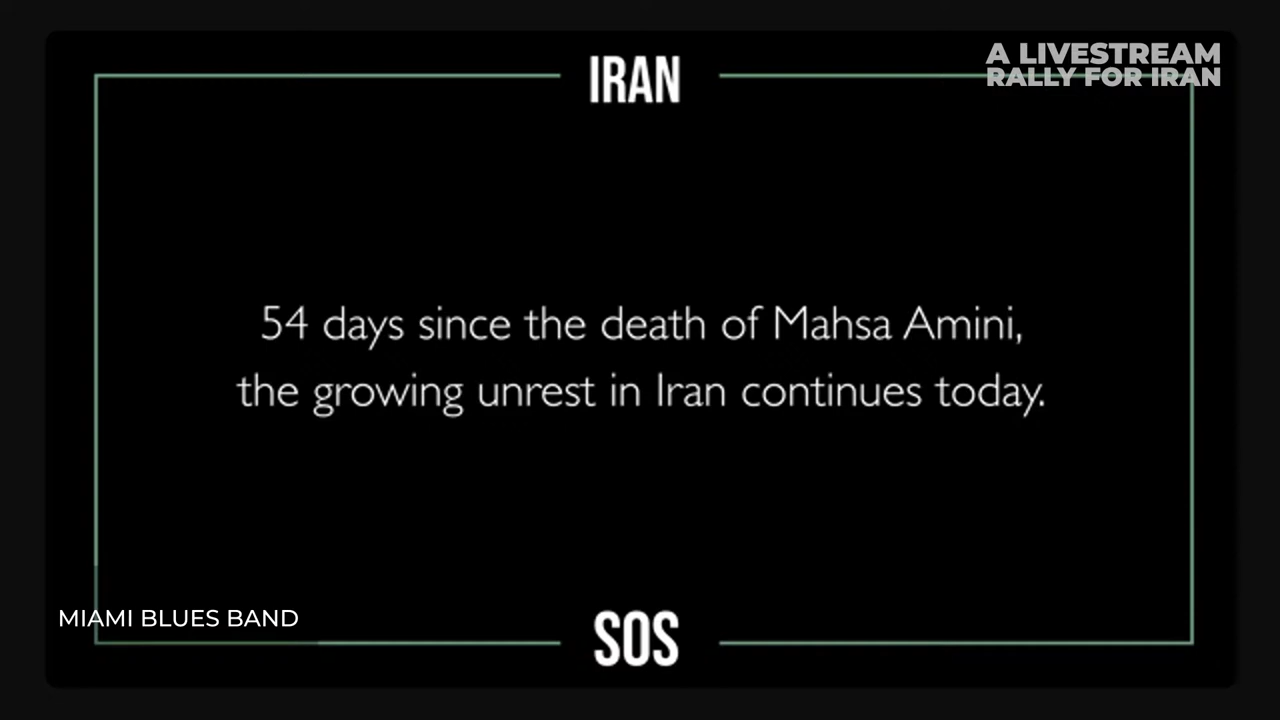 A LIVESTREAM
RALLY FOR IRAN
IRAN
54 days since the death of Mahsa Amini,
the growing unrest in Iran continues today.
MIAMI BLUES BAND
SOS